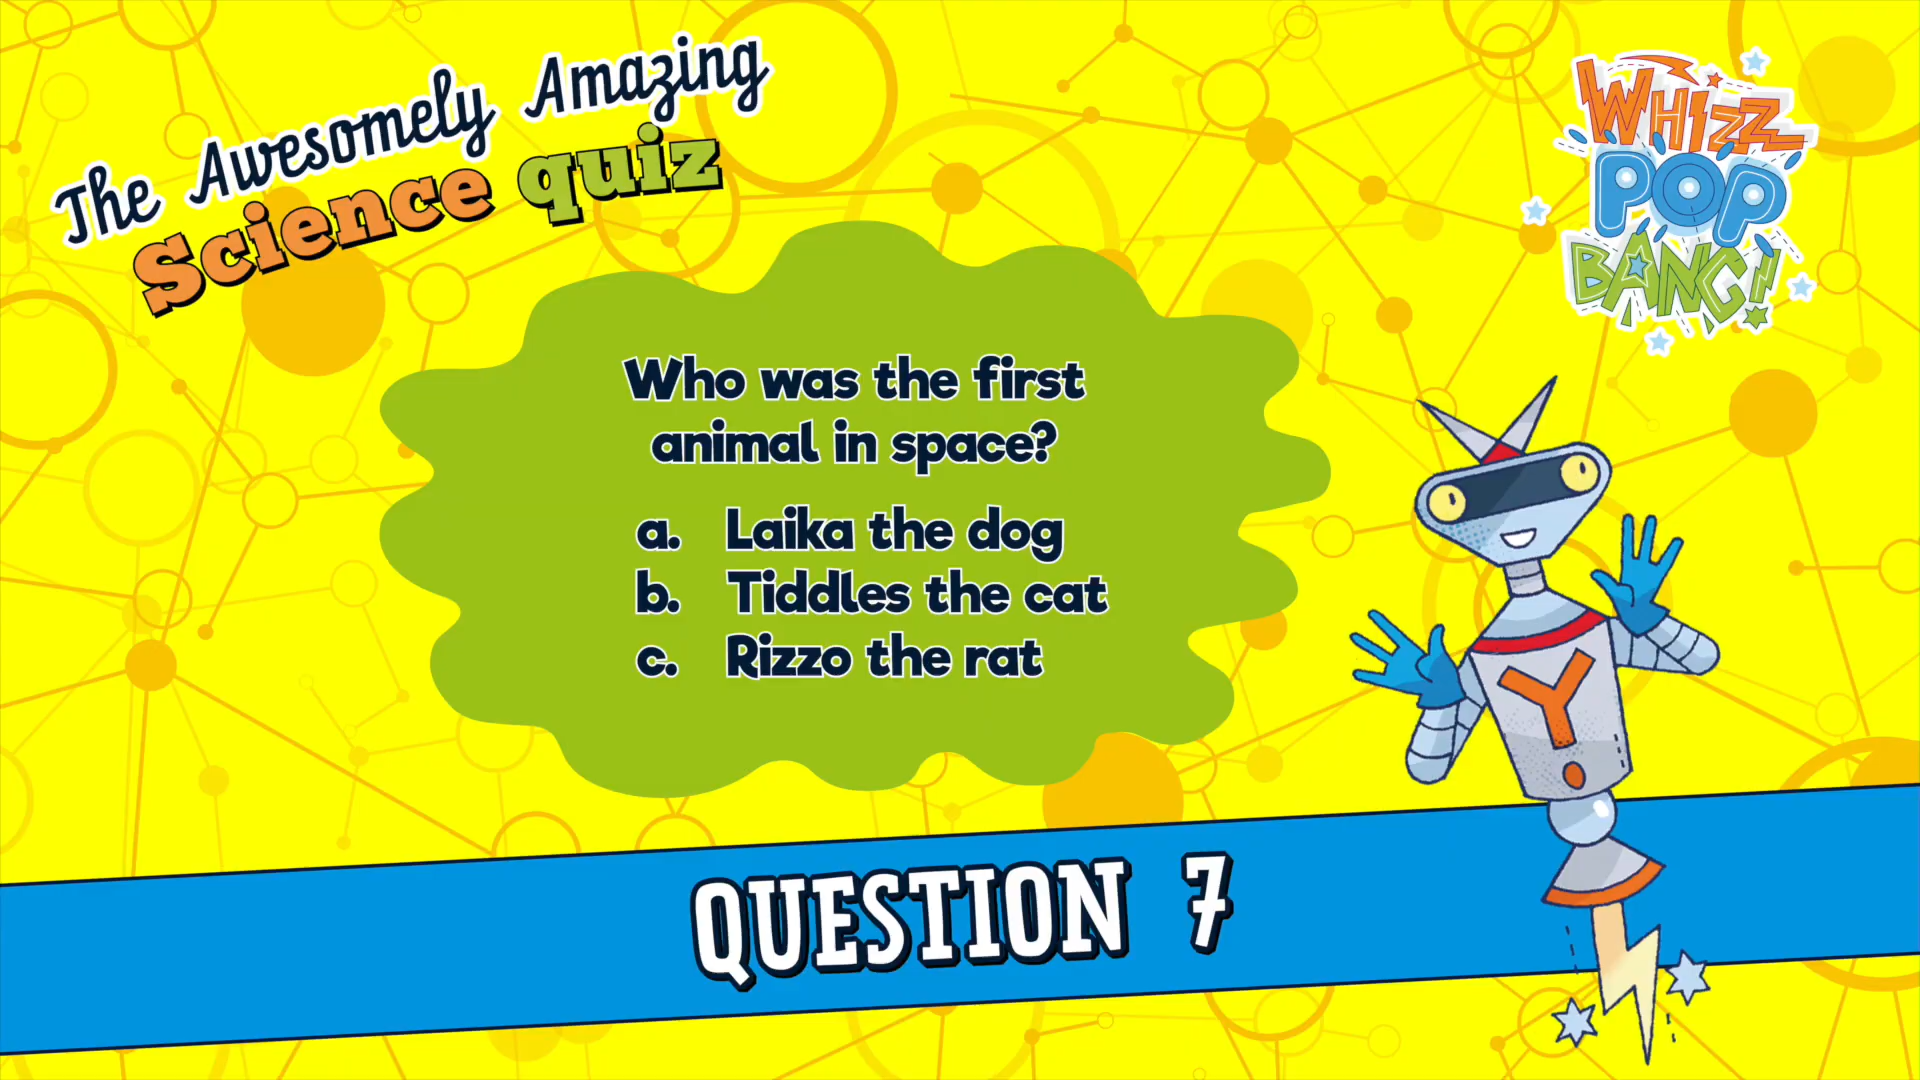 The Awesomely Amazing
Science quiz
WHIZZ
POP
BANG!
Who was the first
animal in space?
a. Laika the dog
b. Tiddles the cat
c. Rizzo the rat
Y
QUESTION 7